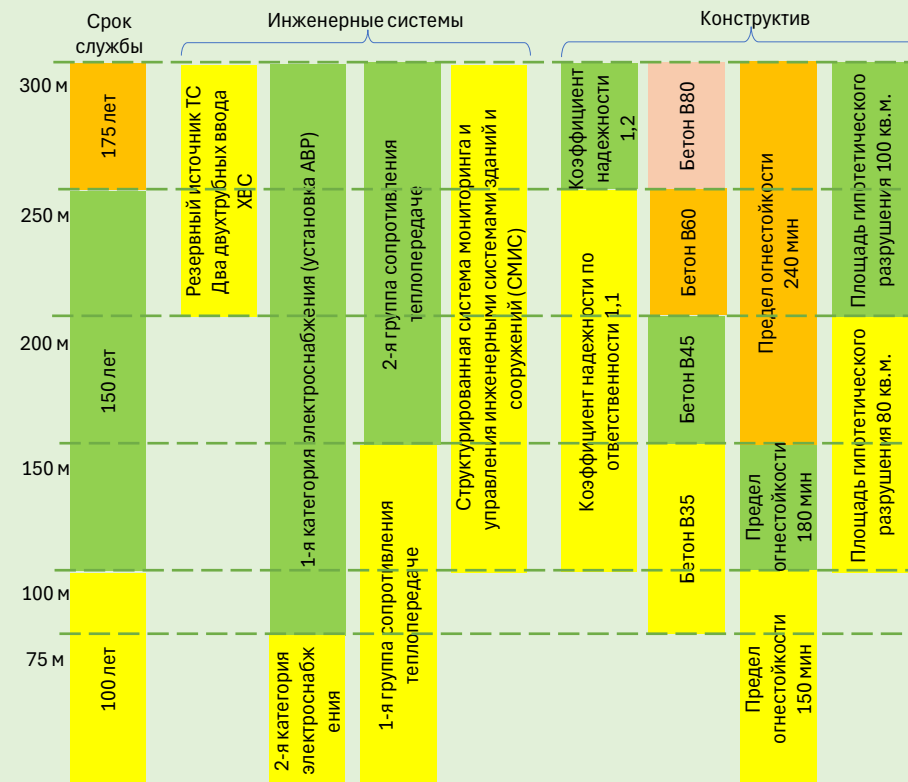 Срок
службы
Инженерные системы
Конструктив
300 м
250 м
200 м
150 м
100 м
75 м
175 лет
150 лет
100 лет
Резервный источник ТС
Два двухтрубных ввода
ХВС
1-я категория электроснабжения (установка АВР)
2-я категория
электроснабж
ения
2-я группа сопротивления
теплопередаче
1-я группа сопротивления
теплопередаче
Структурированная система мониторинга и
управления инженерными системами зданий и
сооружений (СМИС)
Коэффициент
надежности
1,2
Коэффициент надежности по
ответственности 1,1
Бетон В80
Бетон В60
Бетон В45
Бетон В35
Предел огнестойкости
240 мин
Предел
огнестойкости
180 мин
Предел
огнестойкости
150 мин
Площадь гипотетического
разрушения 100 кв.м.
Площадь гипотетического
разрушения 80 кв.м.